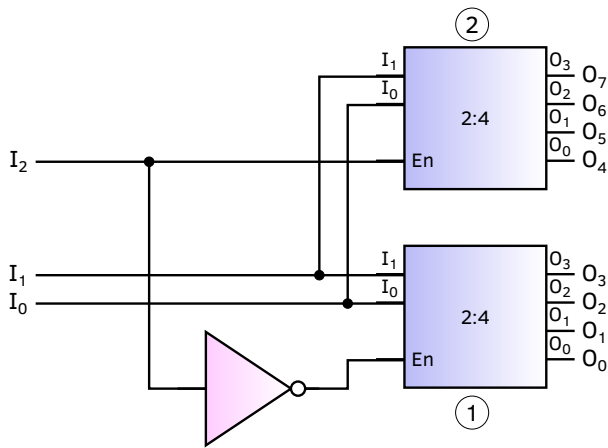 2
I₁
I₀
2:4
En
O₃
O₂
O₁
O₀
O₇
O₆
O₅
O₄
I₂
I₁
I₀
I₁
I₀
2:4
En
O₃
O₂
O₁
O₀
O₃
O₂
O₁
O₀
1